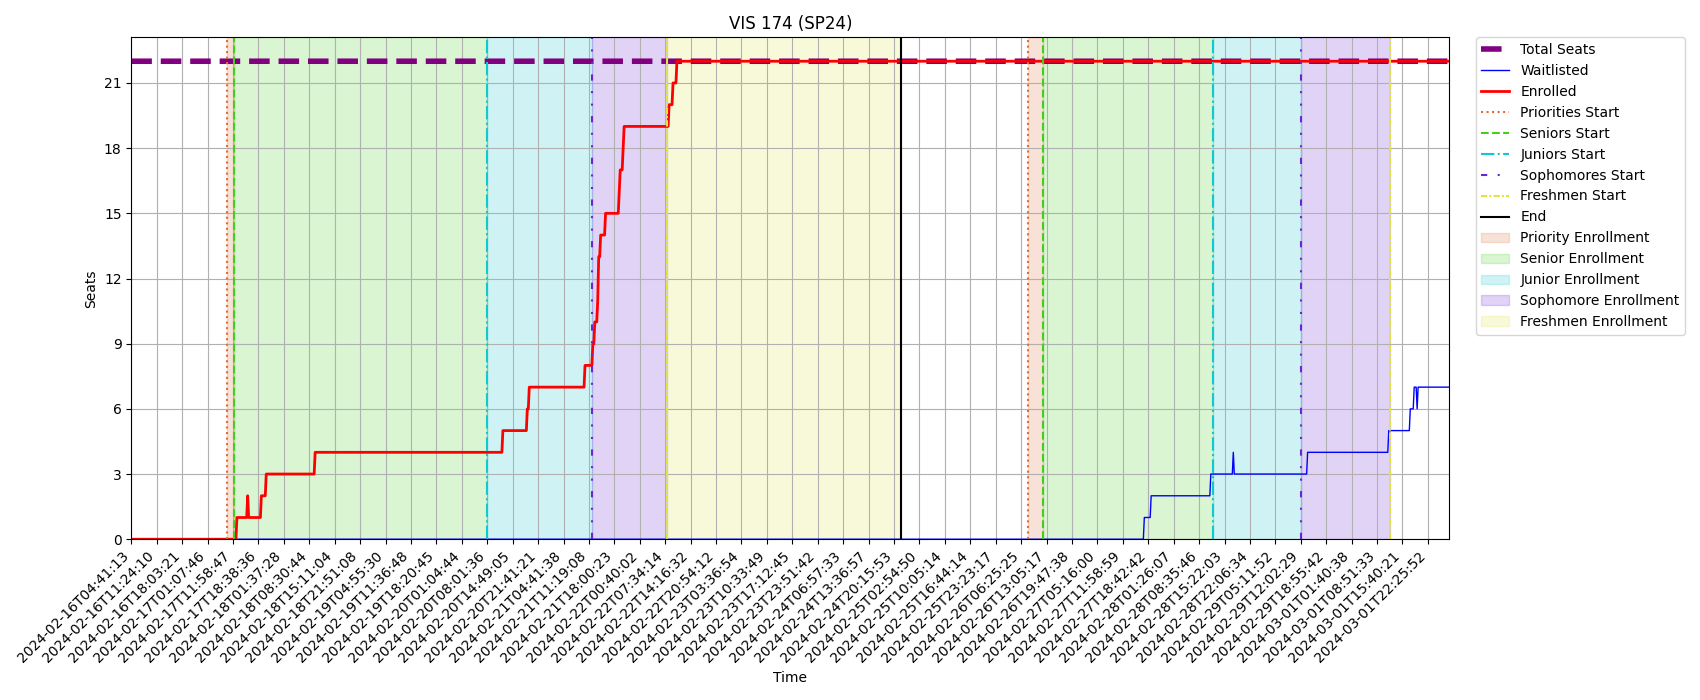 VIS 174 (SP24)
Seats
21
18
15
12
9
6
3
0
2024-02-16T04:41:13
2024-02-16T11:24:10
2024-02-16T18:03:21
2024-02-17T01:07:46
2024-02-17T11:58:47
2024-02-17T18:38:36
2024-02-18T01:37:28
2024-02-18T08:30:44
2024-02-18T15:11:04
2024-02-18T21:51:08
2024-02-19T04:55:30
2024-02-19T11:36:48
2024-02-19T18:20:45
2024-02-20T01:04:44
2024-02-20T08:01:36
2024-02-20T14:49:05
2024-02-20T21:41:21
2024-02-21T04:41:38
2024-02-21T11:19:08
2024-02-21T18:00:23
2024-02-22T00:40:02
2024-02-22T07:34:14
2024-02-22T14:16:32
2024-02-22T20:54:12
2024-02-23T03:36:54
2024-02-23T10:33:49
2024-02-23T17:12:45
2024-02-23T23:51:42
2024-02-24T06:57:33
2024-02-24T13:36:57
2024-02-24T20:15:53
2024-02-25T02:54:50
2024-02-25T10:05:14
2024-02-25T16:44:14
2024-02-25T23:23:17
2024-02-26T06:25:25
2024-02-26T13:05:17
2024-02-26T19:47:38
2024-02-27T05:16:00
2024-02-27T11:58:59
2024-02-27T18:42:42
2024-02-28T01:26:07
2024-02-28T08:35:46
2024-02-28T15:22:03
2024-02-28T22:06:34
2024-02-29T05:11:52
2024-02-29T12:02:29
2024-02-29T18:55:42
2024-03-01T01:40:38
2024-03-01T08:51:33
2024-03-01T15:40:21
2024-03-01T22:25:52
Time
Total Seats
Waitlisted
Enrolled
Priorities Start
Seniors Start
Juniors Start
Sophomores Start
Freshmen Start
End
Priority Enrollment
Senior Enrollment
Junior Enrollment
Sophomore Enrollment
Freshmen Enrollment